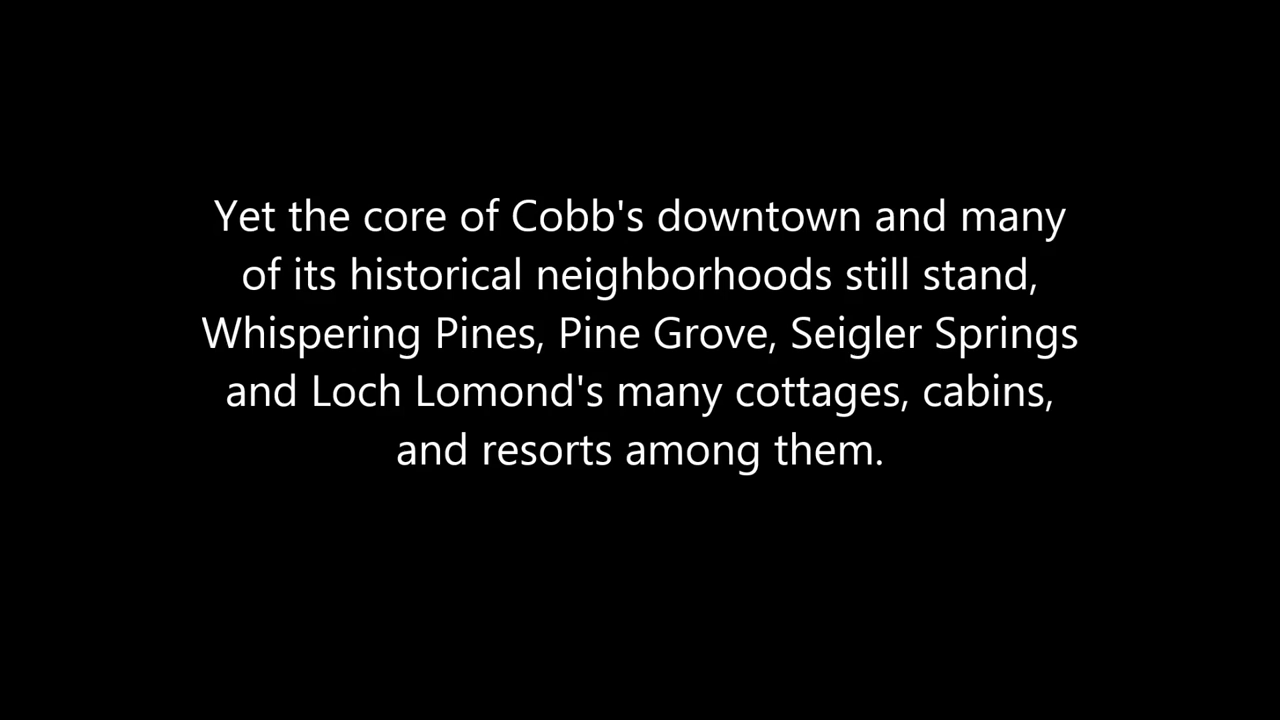 Yet the core of Cobb's downtown and many
of its historical neighborhoods still stand,
Whispering Pines, Pine Grove, Seigler Springs
and Loch Lomond's many cottages, cabins,
and resorts among them.